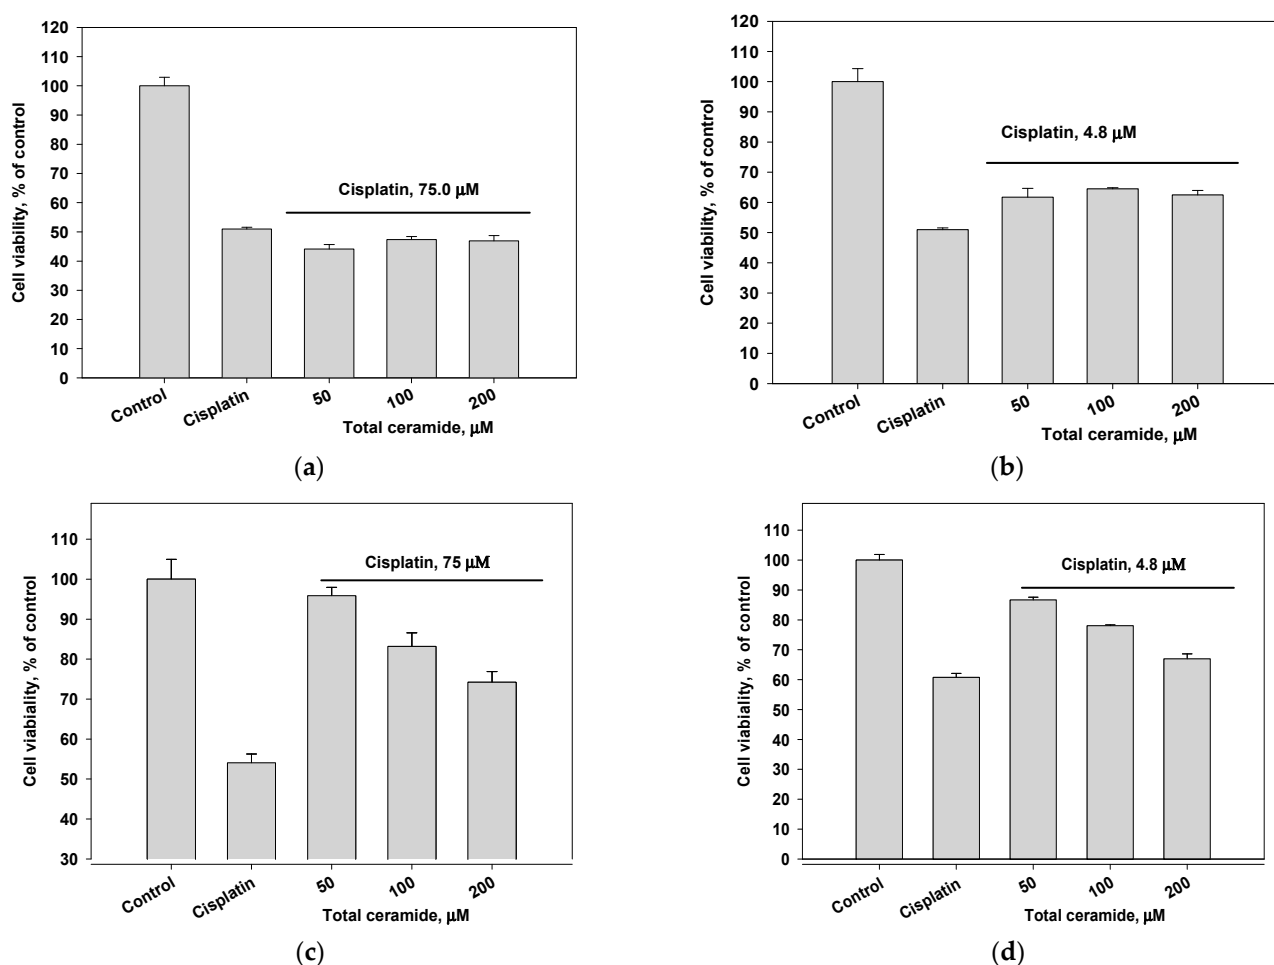 120
110
100
90
80
70
60
50
40
30
20
10
0
Cell viability, % of control
Cisplatin, 75.0 µM
Control
Cisplatin
50
100
200
Total ceramide, µM
(a)
120
110
100
90
80
70
60
50
40
30
20
10
0
Cell viability, % of control
Cisplatin, 4.8 µM
Control
Cisplatin
50
100
200
Total ceramide, µM
(b)
110
100
90
80
70
60
50
40
30
Cell viabiality, % of control
Cisplatin, 75 µM
Control
Cisplatin
50
100
200
Total ceramide, µM
(c)
110
100
90
80
70
60
50
40
30
20
10
0
Cell viabiality, % of control
Cisplatin, 4.8 µM
Control
Cisplatin
50
100
200
Total ceramide, µM
(d)